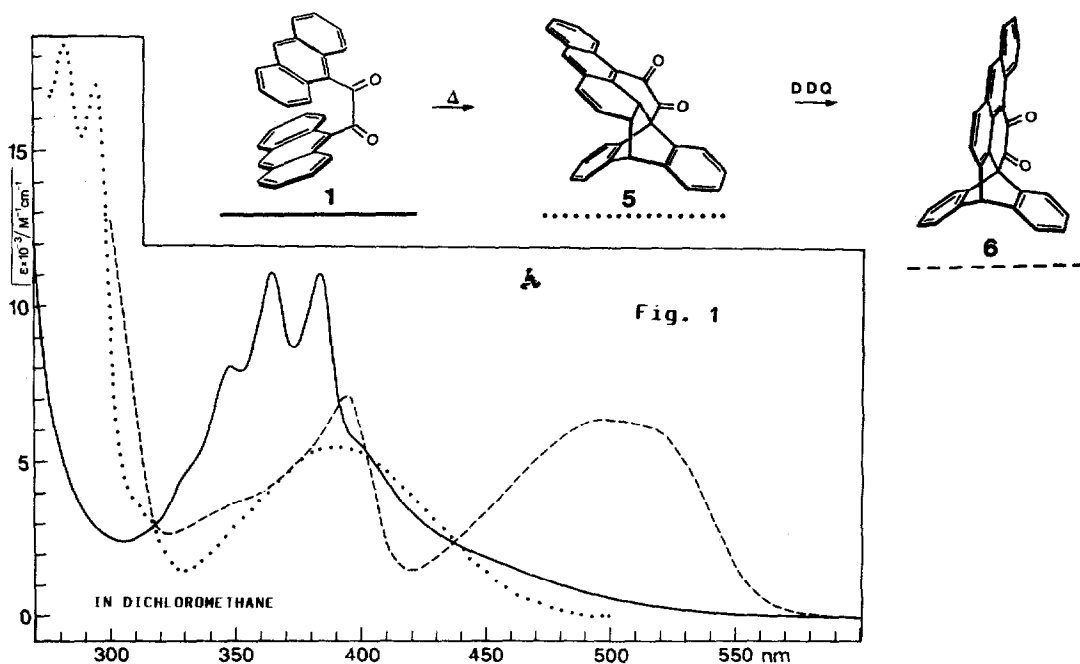 O
O
1
Δ
O
O
5
DDQ
O
O
6
15
10
5
0
ε×10⁻³/M⁻¹cm⁻¹
A
Fig. 1
IN DICHLOROMETHANE
300 350 400 450 500 550 nm